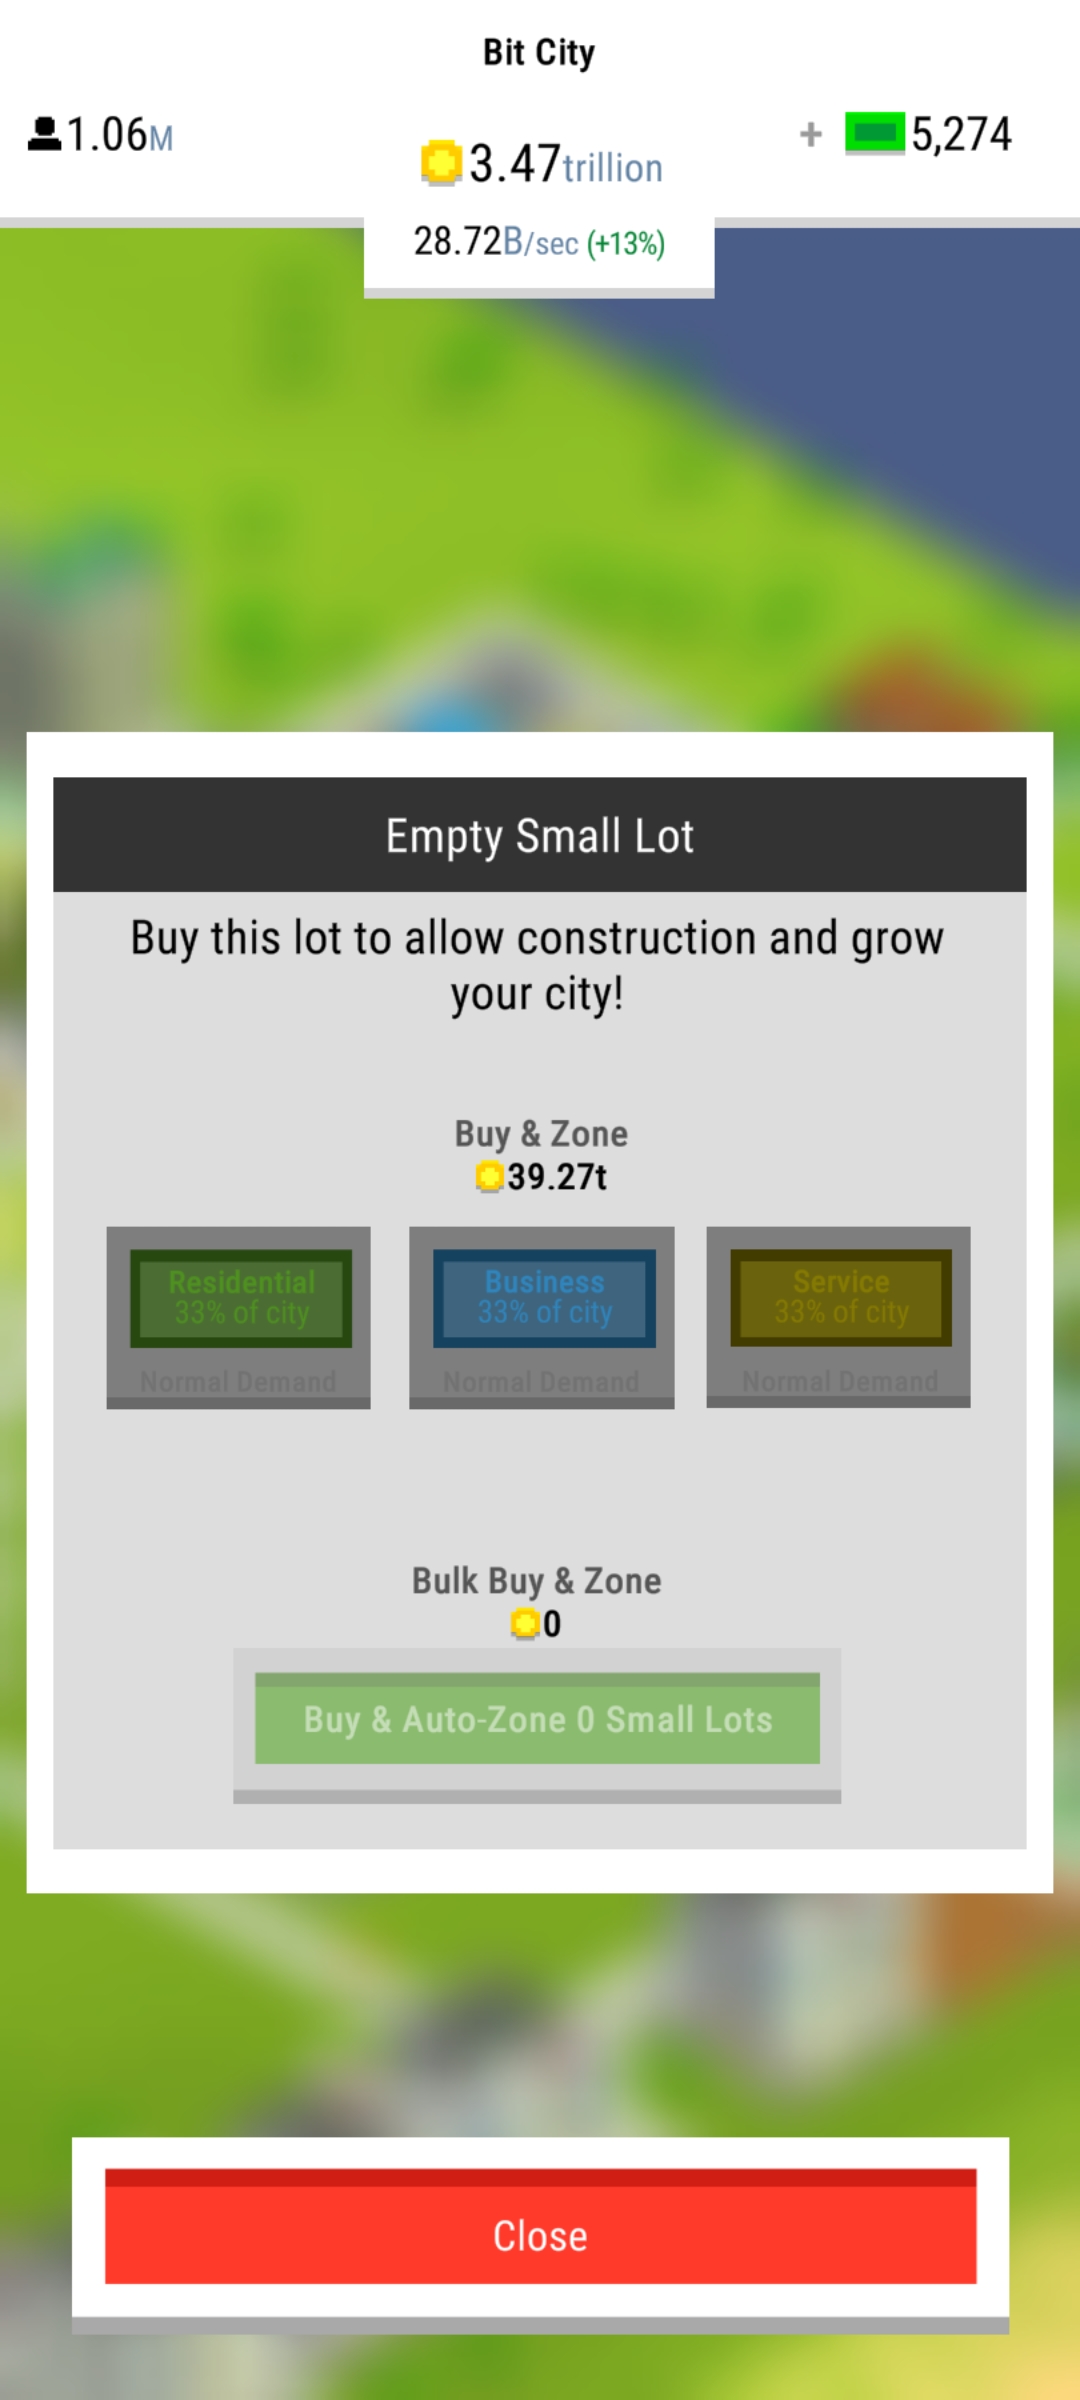 Bit City
1.06M
3.47trillion
+ 5,274
28.72B/sec (+13%)
Empty Small Lot
Buy this lot to allow construction and grow
your city!
Buy & Zone
39.27t
Residential
33% of city
Normal Demand
Business
33% of city
Normal Demand
Service
33% of city
Normal Demand
Bulk Buy & Zone
0
Buy & Auto-Zone 0 Small Lots
Close